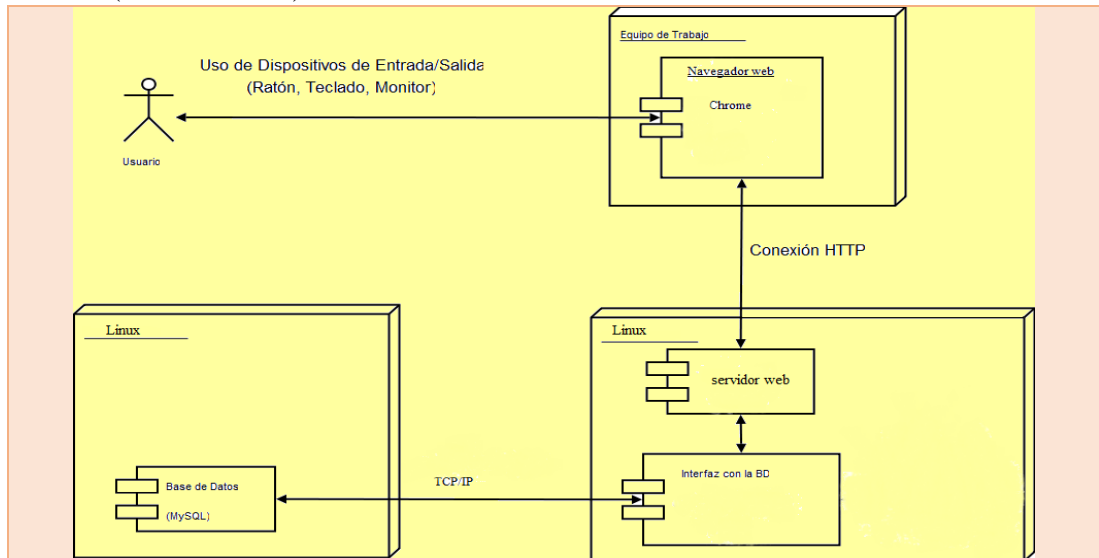 Equipo de Trabajo
Uso de Dispositivos de Entrada/Salida
(Ratón, Teclado, Monitor)
Navegador web
Chrome
Usuario
Conexión HTTP
Linux
Linux
servidor web
Interfaz con la BD
TCP/IP
Base de Datos
(MySQL)